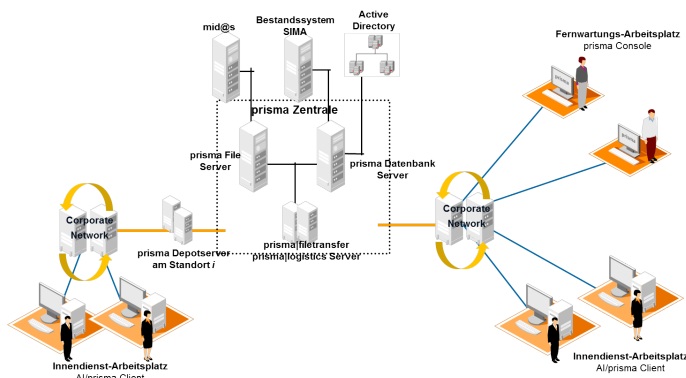 mid@s
Bestandssystem
SIMA
Active
Directory
Fernwartungs-Arbeitsplatz
prisma Console
prisma Zentrale
prisma File
Server
prisma Datenbank
Server
Corporate
Network
prisma Depotserver
am Standort i
prisma|filetransfer
prisma|logistics Server
Corporate
Network
prisma
prisma
Innendienst-Arbeitsplatz
AI/prisma Client
Innendienst-Arbeitsplatz
AI/prisma Client